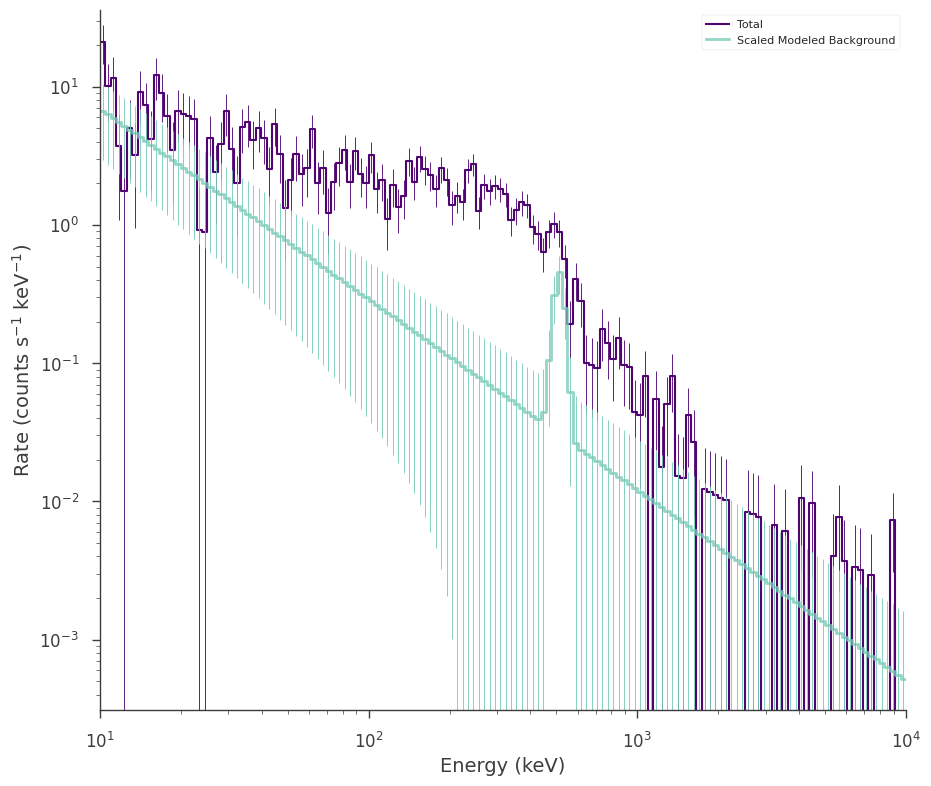 Total
Scaled Modeled Background
Rate (counts s⁻¹ keV⁻¹)
10¹
10⁰
10⁻¹
10⁻²
10⁻³
10¹ 10² 10³ 10⁴
Energy (keV)